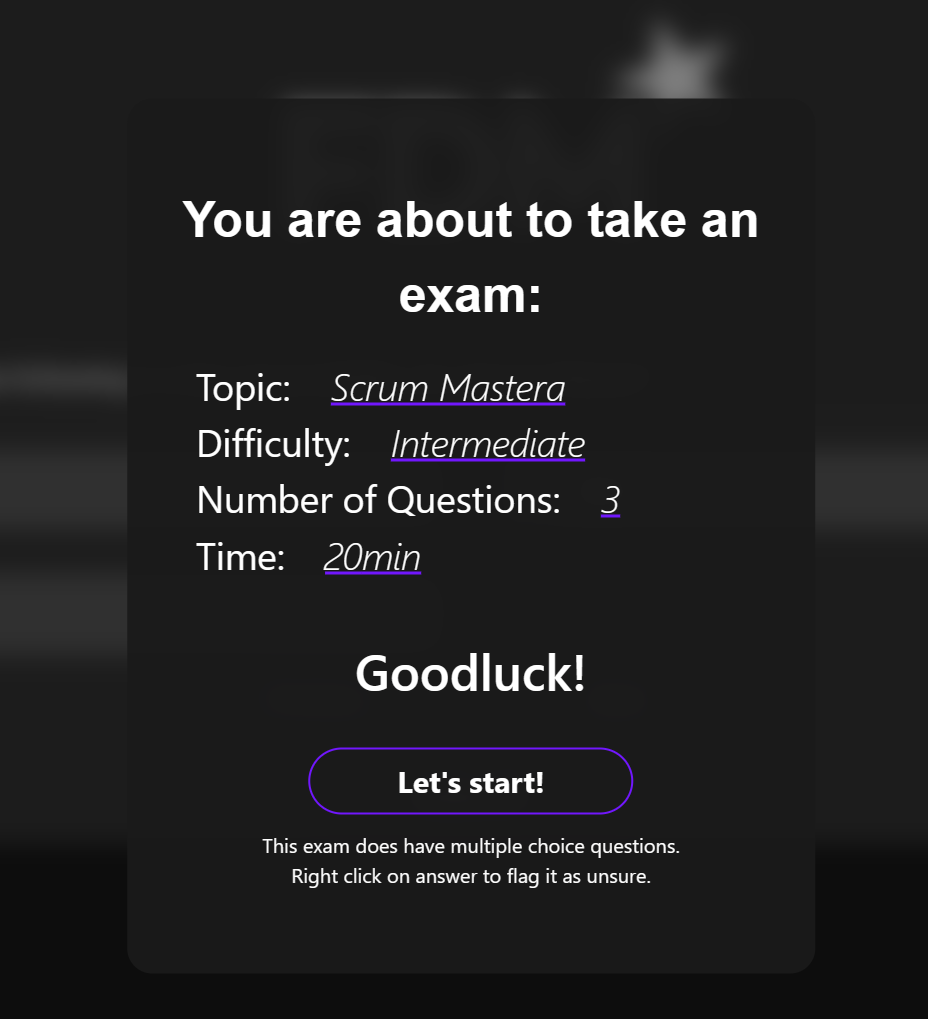 You are about to take an
exam:
Topic: Scrum Mastera
Difficulty: Intermediate
Number of Questions: 3
Time: 20min
Goodluck!
Let's start!
This exam does have multiple choice questions.
Right click on answer to flag it as unsure.